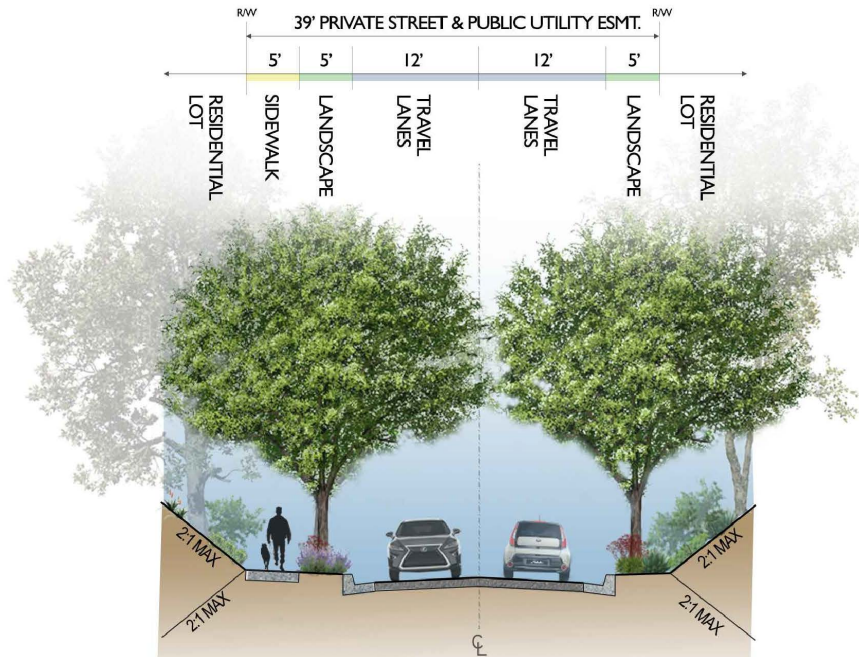 R/W
R/W
39' PRIVATE STREET & PUBLIC UTILITY ESMT.
5'
5'
12'
12'
5'
RESIDENTIAL
LOT
SIDEWALK
LANDSCAPE
TRAVEL
LANES
TRAVEL
LANES
LANDSCAPE
RESIDENTIAL
LOT
2:1 MAX
2:1 MAX
2:1 MAX
2:1 MAX
CL